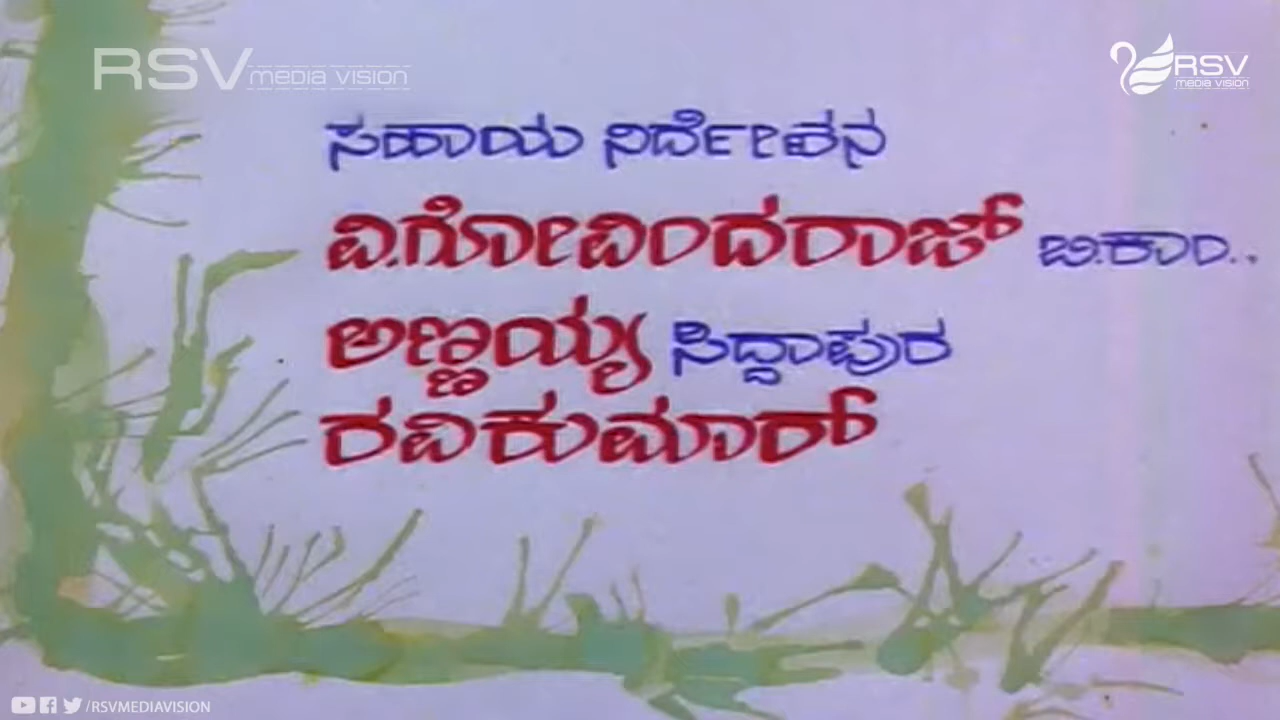 RSV media vision
RSV
media vision
ಸಹಾಯ ನಿರ್ದೇಶನ
ವಿ.ಗೋವಿಂದರಾಜ್ ಬಿ.ಕಾಂ..
ಅಣ್ಣಯ್ಯ ಸಿದ್ದಾಪುರ
ರವಿಕುಮಾರ್
/RSVMEDIAVISION